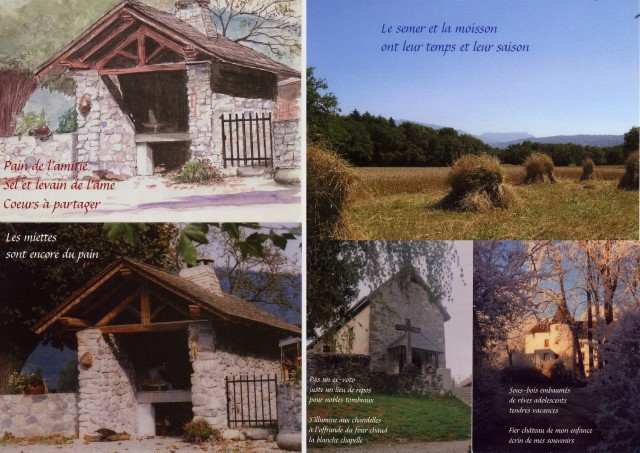 Pain de l'amitié
Sel et levain de l'âme
Coeurs à partager
Les miettes
sont encore du pain
Le semer et la moisson
ont leur temps et leur saison
Pas un ex-voto
juste un lieu de repos
pour nobles tombeaux
S'illumine aux chandelles
à l'offrande du four chaud
la blanche chapelle
Sous-bois embaumés
de rêves adolescents
tendres vacances
Fier château de mon enfance
écrin de mes souvenirs